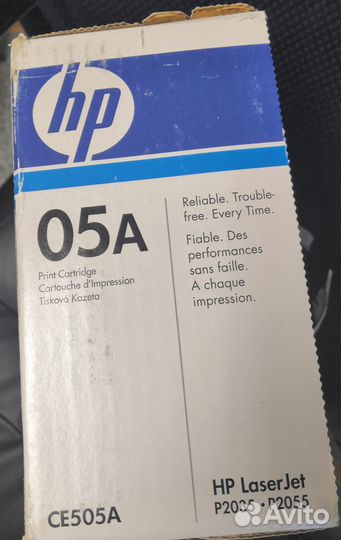 hp
05A
Print Cartridge
Cartouche d'Impression
Tisková Kazeta
Reliable. Trouble-
free. Every Time.
Fiable. Des
performances
sans faille.
A chaque
impression.
CE505A
HP LaserJet
P2035 • P2055
Avito